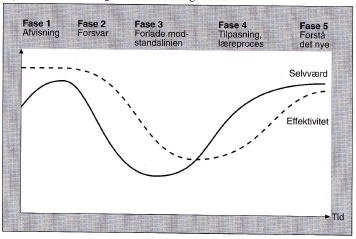 Fase 1
Afvisning
Fase 2
Forsvar
Fase 3
Forlade mod-
standslinien
Fase 4
Tilpasning,
læreproces
Fase 5
Forstå
det nye
Selvværd
Effektivitet
Tid